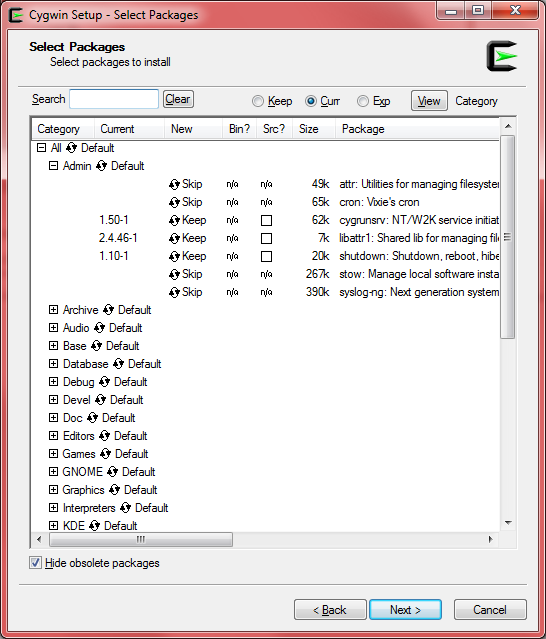 Cygwin Setup - Select Packages
Select Packages
Select packages to install
Search Clear Keep Curr Exp View Category
Category Current New Bin? Src? Size Package
All Default
Admin Default
Skip n/a n/a 49k attr: Utilities for managing filesyster
Skip n/a n/a 65k cron: Vixie's cron
1.50-1 Keep n/a 62k cygrunsrv: NT/W2K service initiat
2.4.46-1 Keep n/a 7k libattr1: Shared lib for managing file
1.10-1 Keep n/a 20k shutdown: Shutdown, reboot, hibe
Skip n/a n/a 267k stow: Manage local software insta
Skip n/a n/a 390k syslog-ng: Next generation system
Archive Default
Audio Default
Base Default
Database Default
Debug Default
Devel Default
Doc Default
Editors Default
Games Default
GNOME Default
Graphics Default
Interpreters Default
KDE Default
Hide obsolete packages
< Back Next > Cancel